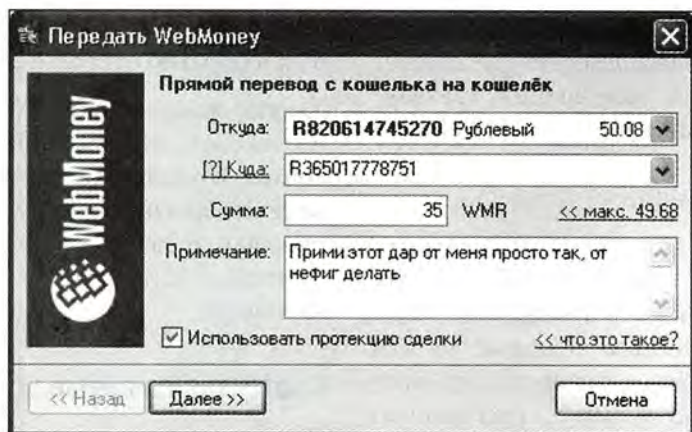 Передать WebMoney
WebMoney
Прямой перевод с кошелька на кошелёк
Откуда: R820614745270 Рублевый 50.08
[?] Куда: R365017778751
Сумма: 35 WMR << макс. 49.68
Примечание: Прими этот дар от меня просто так, от
нефиг делать
Использовать протекцию сделки << что это такое?
<< Назад Далее >> Отмена